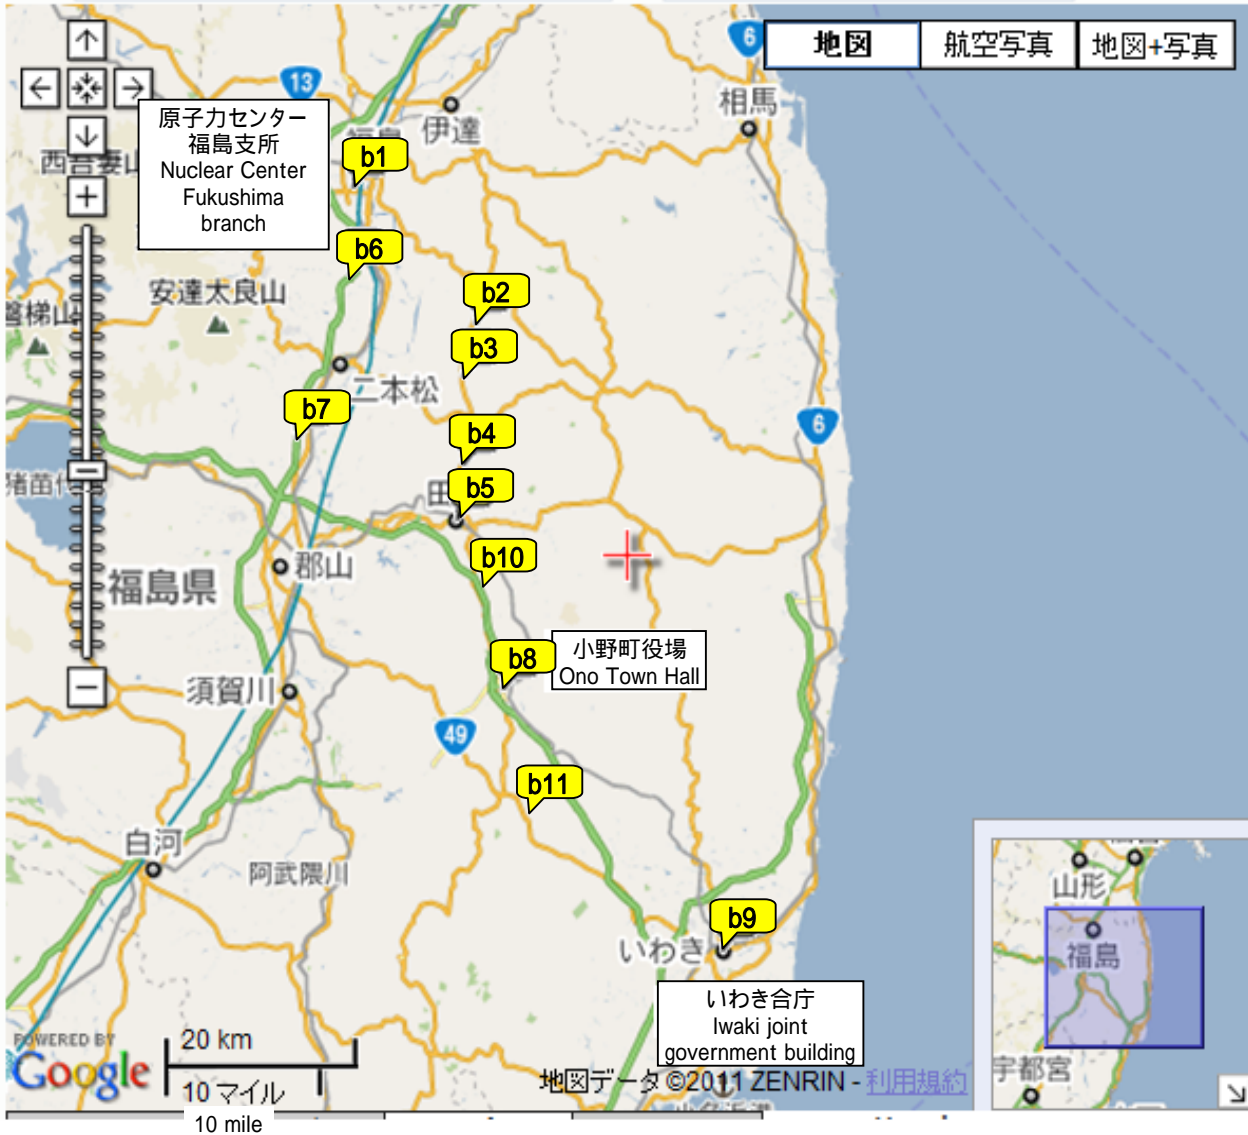 地図
航空写真
地図+写真
6
13
相馬
伊達
原子力センター
福島支所
Nuclear Center
Fukushima
branch
福島
b1
b6
安達太良山
b2
b3
二本松
b7
b4
6
b5
b10
郡山
福島県
小野町役場
Ono Town Hall
b8
須賀川
49
b11
白河
阿武隈川
山形
福島
宇都宮
b9
いわき
いわき合庁
Iwaki joint
government building
POWERED BY
Google
20 km
10 マイル
10 mile
地図データ ©2011 ZENRIN - 利用規約